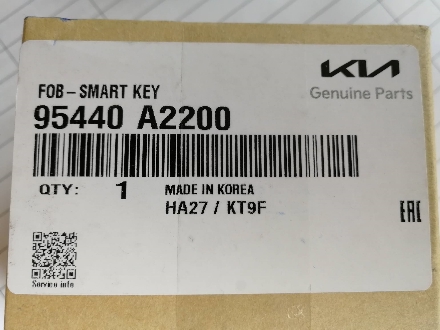 KIA
Genuine Parts
FOB-SMART KEY
95440 A2200
QTY: 1 MADE IN KOREA
HA27 / KT9F
EAC
Service info